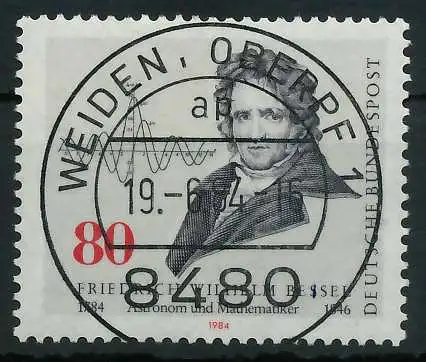 WEIDEN, OBERPF 1
an
19.-6.84-16
8480
80
DEUTSCHE BUNDESPOST
FRIEDRICH WILHELM BESSEL
1784 Astronom und Mathematiker 1846
1984